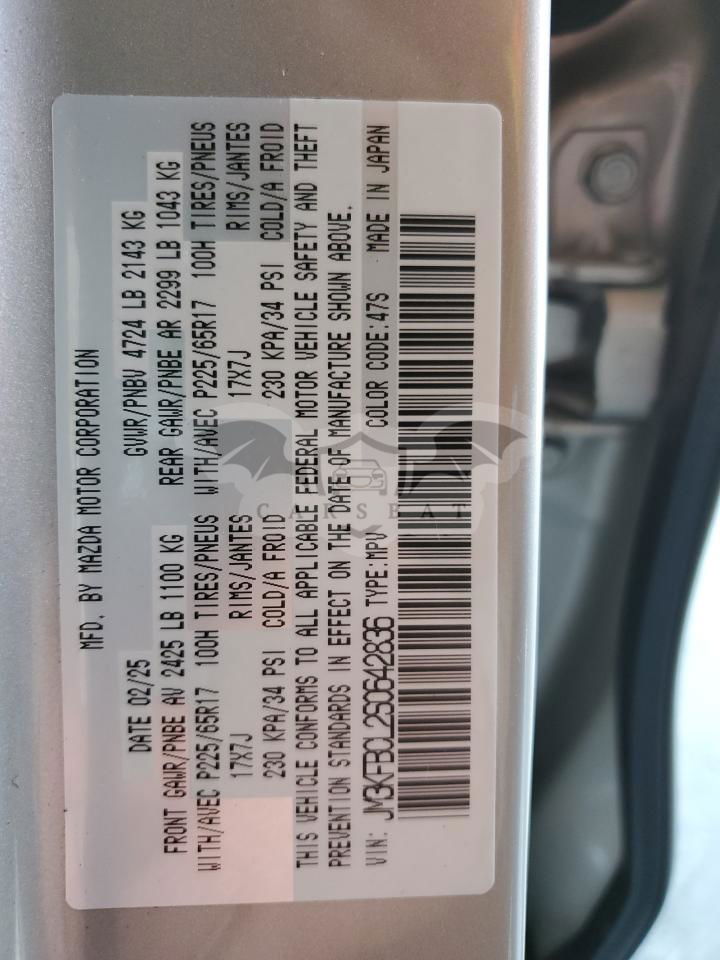 MFD. BY MAZDA MOTOR CORPORATION
DATE 02/25 GVWR/PNBV 4724 LB 2143 KG
FRONT GAWR/PNBE AV 2425 LB 1100 KG REAR GAWR/PNBE AR 2299 LB 1043 KG
WITH/AVEC P225/65R17 100H TIRES/PNEUS WITH/AVEC P225/65R17 100H TIRES/PNEUS
17X7J RIMS/JANTES 17X7J RIMS/JANTES
230 KPA/34 PSI COLD/A FROID 230 KPA/34 PSI COLD/A FROID
THIS VEHICLE CONFORMS TO ALL APPLICABLE FEDERAL MOTOR VEHICLE SAFETY AND THEFT
PREVENTION STANDARDS IN EFFECT ON THE DATE OF MANUFACTURE SHOWN ABOVE.
VIN: JM3KFBCL2S0642836 TYPE:MPV COLOR CODE:47S MADE IN JAPAN
CARSEAT